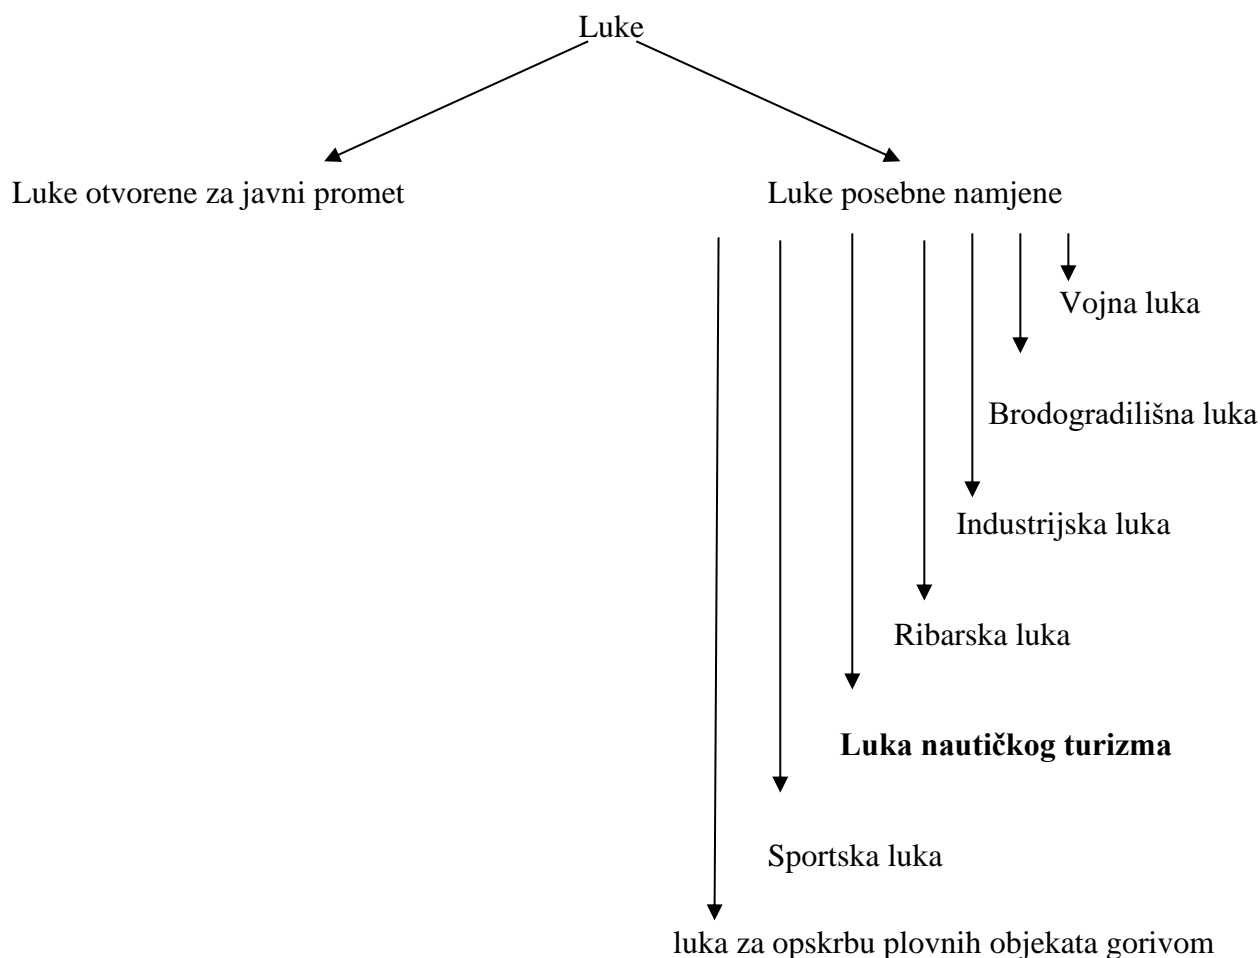 Luke
Luke otvorene za javni promet
Luke posebne namjene
Vojna luka
Brodogradilišna luka
Industrijska luka
Ribarska luka
Luka nautičkog turizma
Sportska luka
luka za opskrbu plovnih objekata gorivom